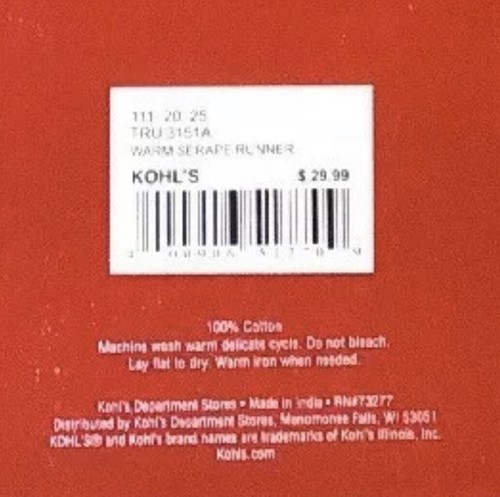 111 20 25
TRU 3151A
WARM SERAPE RUNNER
KOHL'S $ 29.99
100% Cotton
Machine wash warm delicate cycle. Do not bleach.
Lay flat to dry. Warm iron when needed.
Kohl's Department Stores • Made in India • RN#73277
Distributed by Kohl's Department Stores, Menomonee Falls, WI 53051
KOHL'S® and Kohl's brand names are trademarks of Kohl's Illinois, Inc.
Kohls.com